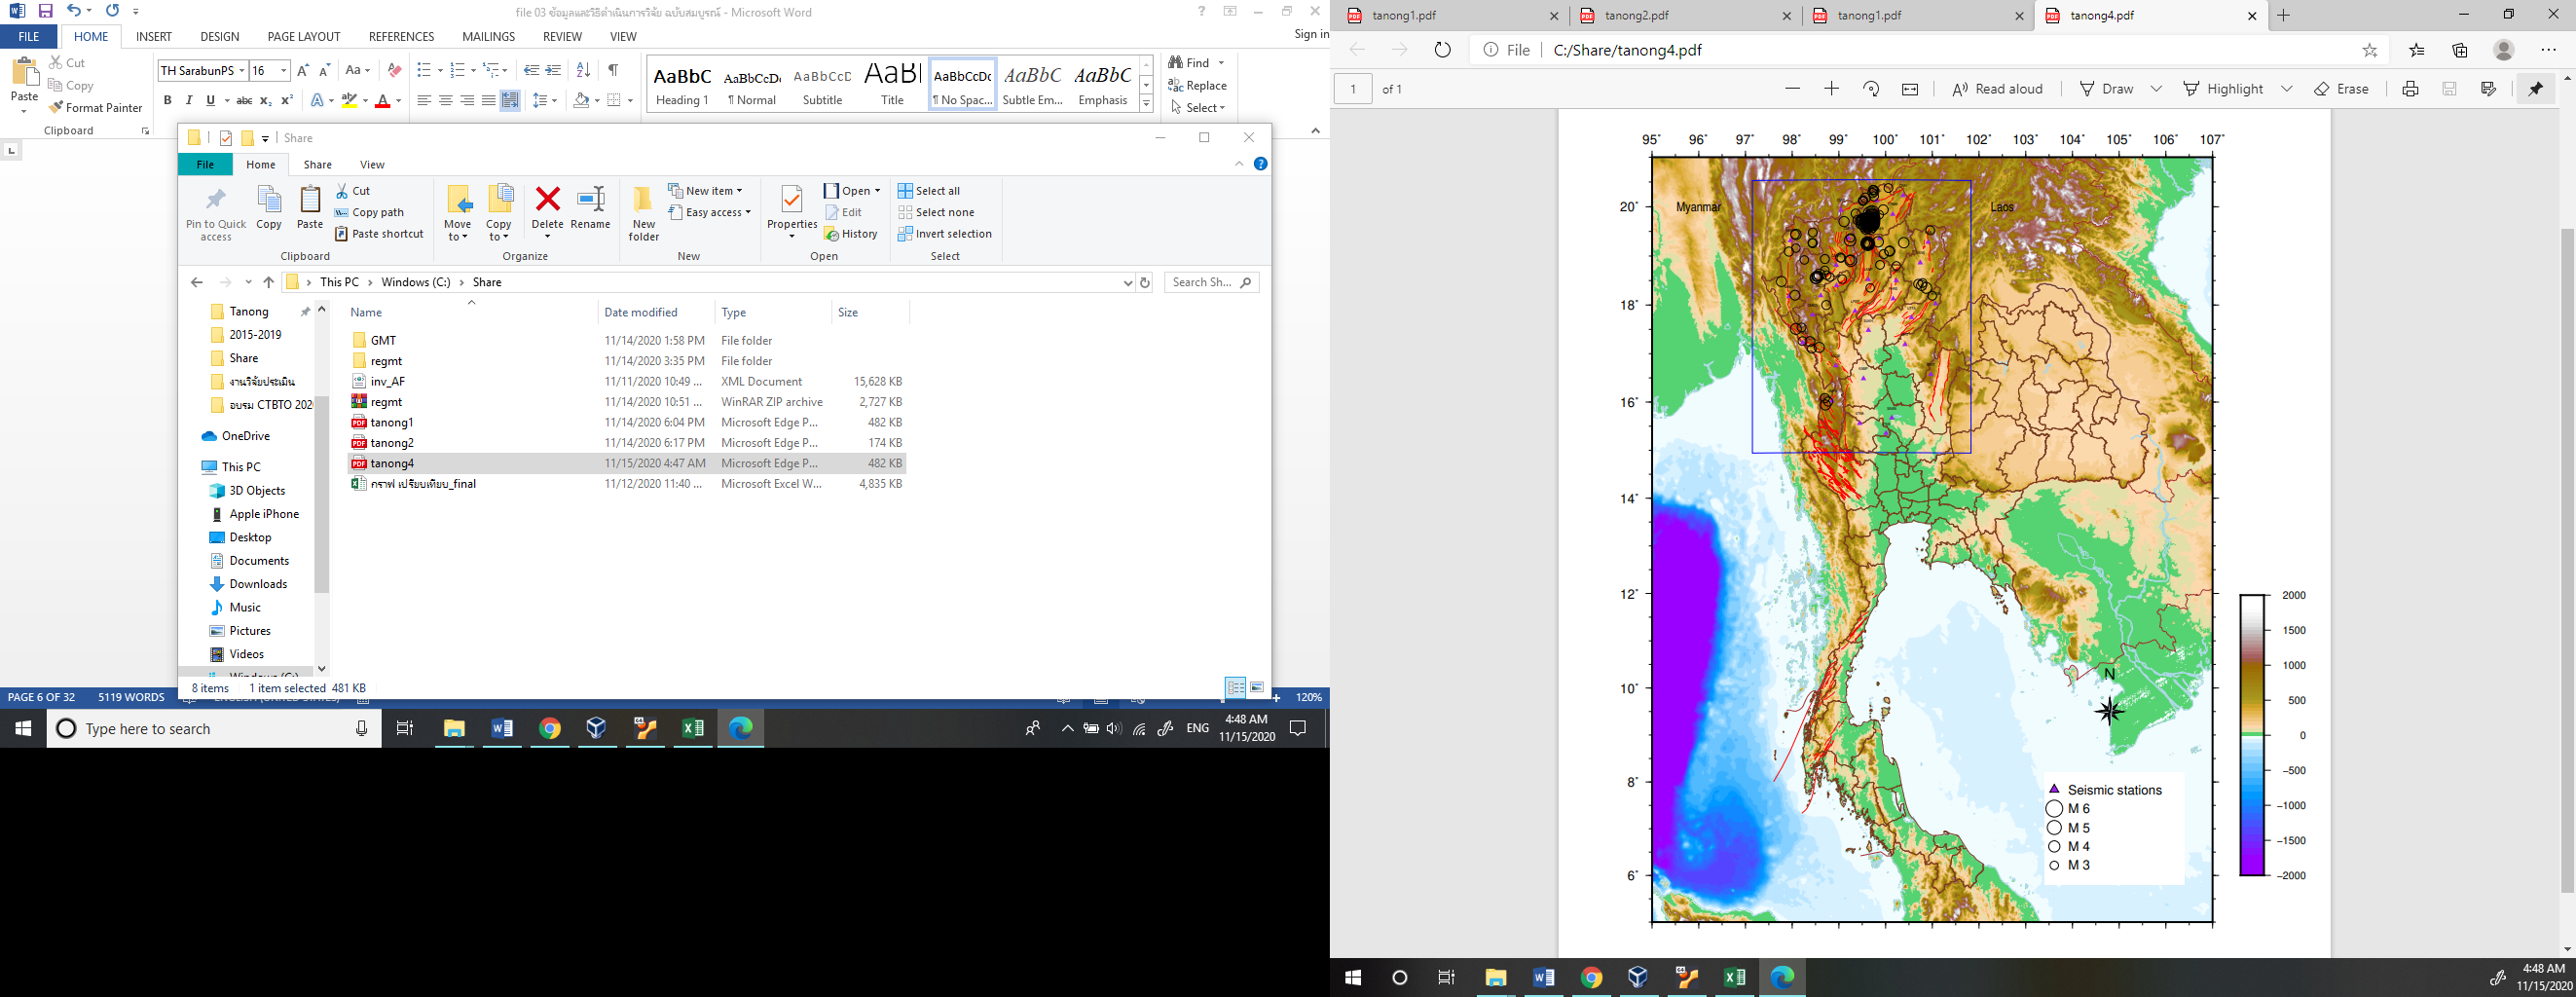 file 03 ข้อมูลและวิธีดำเนินการวิจัย ฉบับสมบูรณ์ - Microsoft Word
FILE HOME INSERT DESIGN PAGE LAYOUT REFERENCES MAILINGS REVIEW VIEW Sign in
Paste
Cut
Copy
Format Painter
Clipboard
TH SarabunPS 16
AaBbC AaBbCcD AaBbCcD AaBl AaBbCcDc AaBbC AaBbC
Heading 1 ¶ Normal Subtitle Title ¶ No Spac... Subtle Em... Emphasis
Find
Replace
Select
Share
File Home Share View
Pin to Quick access
Copy
Paste
Cut
Copy path
Paste shortcut
Clipboard
Move to
Copy to
Delete
Rename
Organize
New folder
New item
Easy access
New
Properties
Open
Edit
History
Open
Select all
Select none
Invert selection
Select
This PC > Windows (C:) > Share
Search Sh...
Tanong
2015-2019
Share
งานวิจัยประเมิน
อบรม CTBTO 202
OneDrive
This PC
3D Objects
Apple iPhone
Desktop
Documents
Downloads
Music
Pictures
Videos
Name Date modified Type Size
GMT 11/14/2020 1:58 PM File folder
regmt 11/14/2020 3:35 PM File folder
inv_AF 11/11/2020 10:49 ... XML Document 15,628 KB
regmt 11/14/2020 10:51 ... WinRAR ZIP archive 2,727 KB
tanong1 11/14/2020 6:04 PM Microsoft Edge P... 482 KB
tanong2 11/14/2020 6:17 PM Microsoft Edge P... 174 KB
tanong4 11/15/2020 4:47 AM Microsoft Edge P... 482 KB
กราฟ เปรียบเทียบ_final 11/12/2020 11:40 ... Microsoft Excel W... 4,835 KB
8 items 1 item selected 481 KB
PAGE 6 OF 32 5119 WORDS
120%
Type here to search
ENG
4:48 AM
11/15/2020
tanong1.pdf tanong2.pdf tanong1.pdf tanong4.pdf
File C:/Share/tanong4.pdf
1 of 1
Read aloud Draw Highlight Erase
95° 96° 97° 98° 99° 100° 101° 102° 103° 104° 105° 106° 107°
20°
18°
16°
14°
12°
10°
8°
6°
Myanmar
Laos
N
Seismic stations
M 6
M 5
M 4
M 3
2000
1500
1000
500
0
−500
−1000
−1500
−2000
4:48 AM
11/15/2020